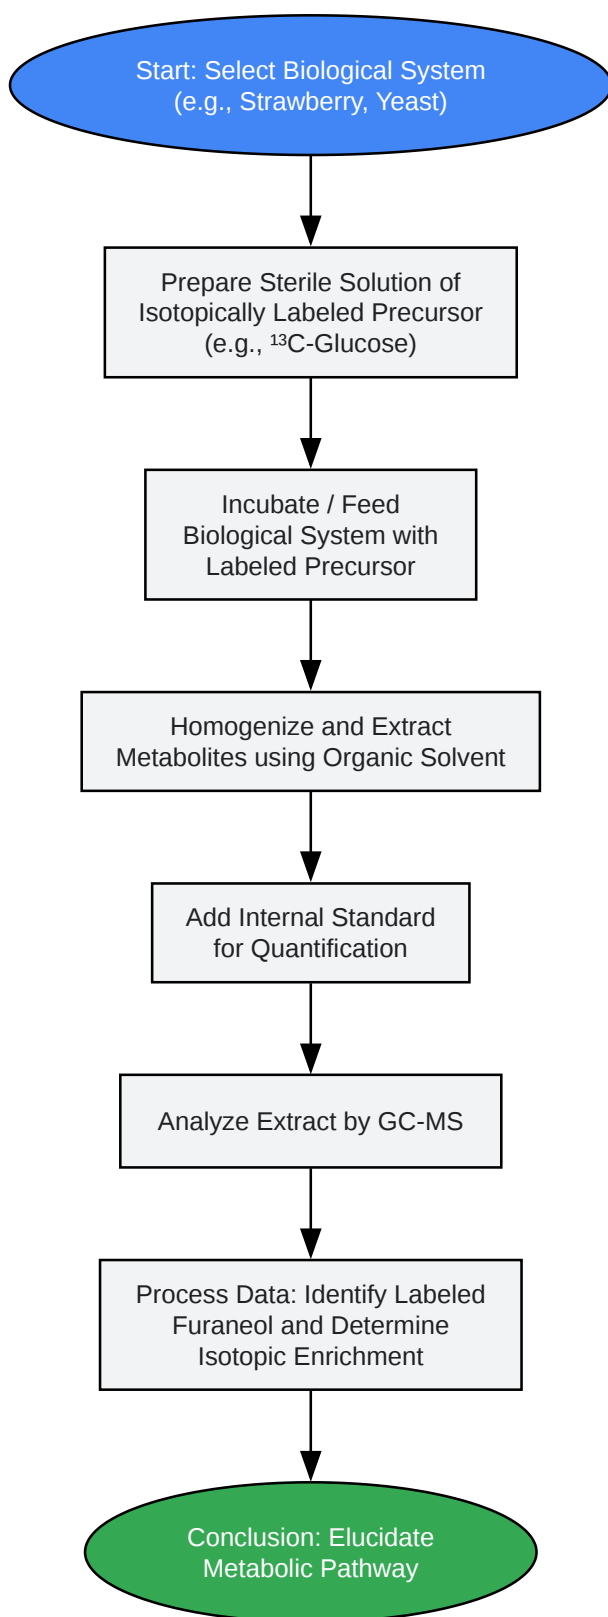 Start: Select Biological System
(e.g., Strawberry, Yeast)
Prepare Sterile Solution of
Isotopically Labeled Precursor
(e.g., ¹³C-Glucose)
Incubate / Feed
Biological System with
Labeled Precursor
Homogenize and Extract
Metabolites using Organic Solvent
Add Internal Standard
for Quantification
Analyze Extract by GC-MS
Process Data: Identify Labeled
Furaneol and Determine
Isotopic Enrichment
Conclusion: Elucidate
Metabolic Pathway